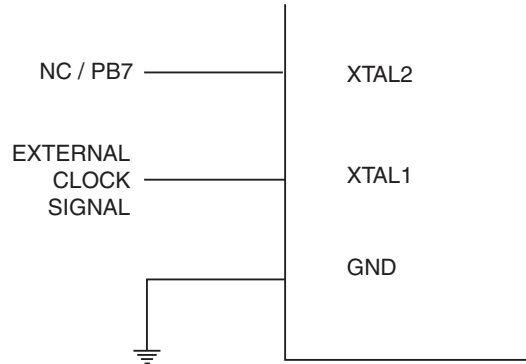 NC / PB7
XTAL2
EXTERNAL
CLOCK
SIGNAL
XTAL1
GND